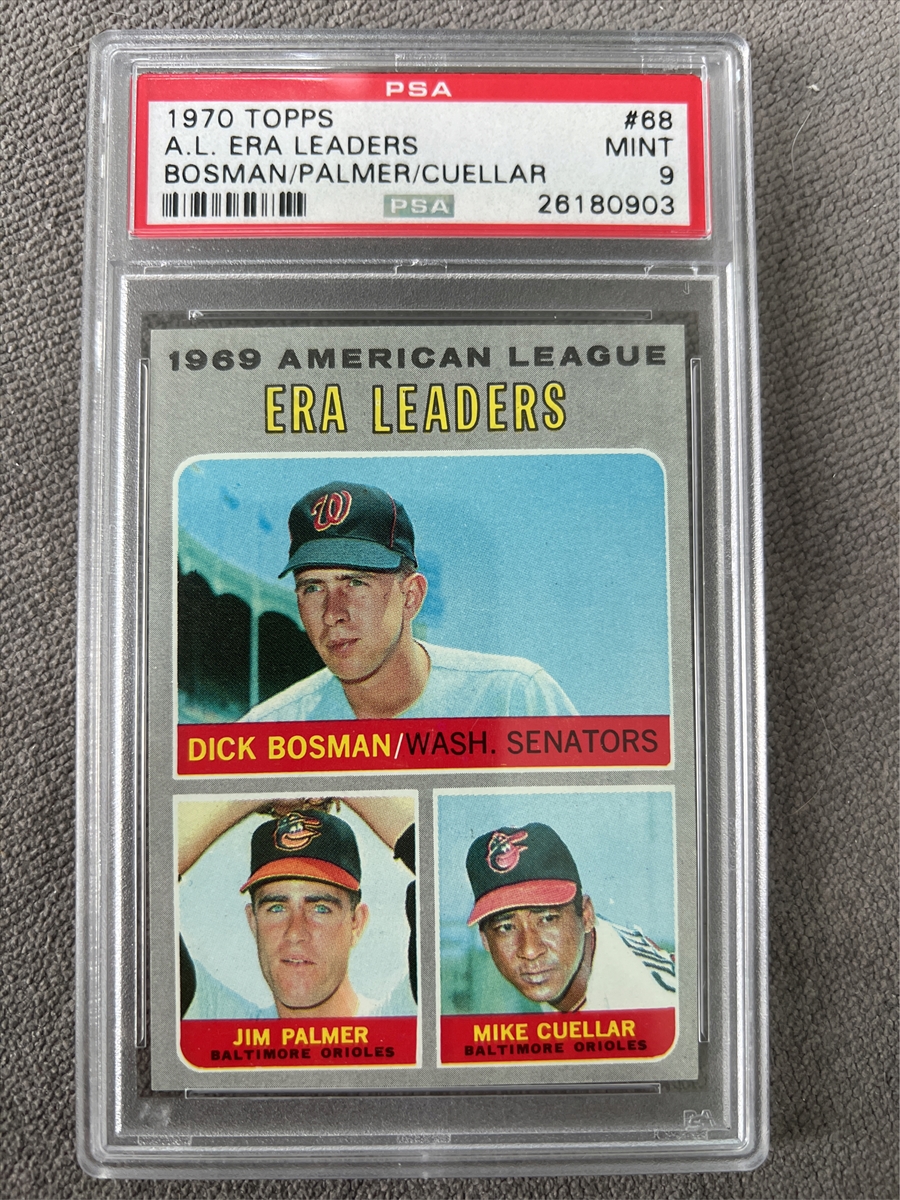 PSA
1970 TOPPS #68
A.L. ERA LEADERS MINT
BOSMAN/PALMER/CUELLAR 9
PSA 26180903
1969 AMERICAN LEAGUE
ERA LEADERS
W
DICK BOSMAN/WASH. SENATORS
JIM PALMER
BALTIMORE ORIOLES
MIKE CUELLAR
BALTIMORE ORIOLES